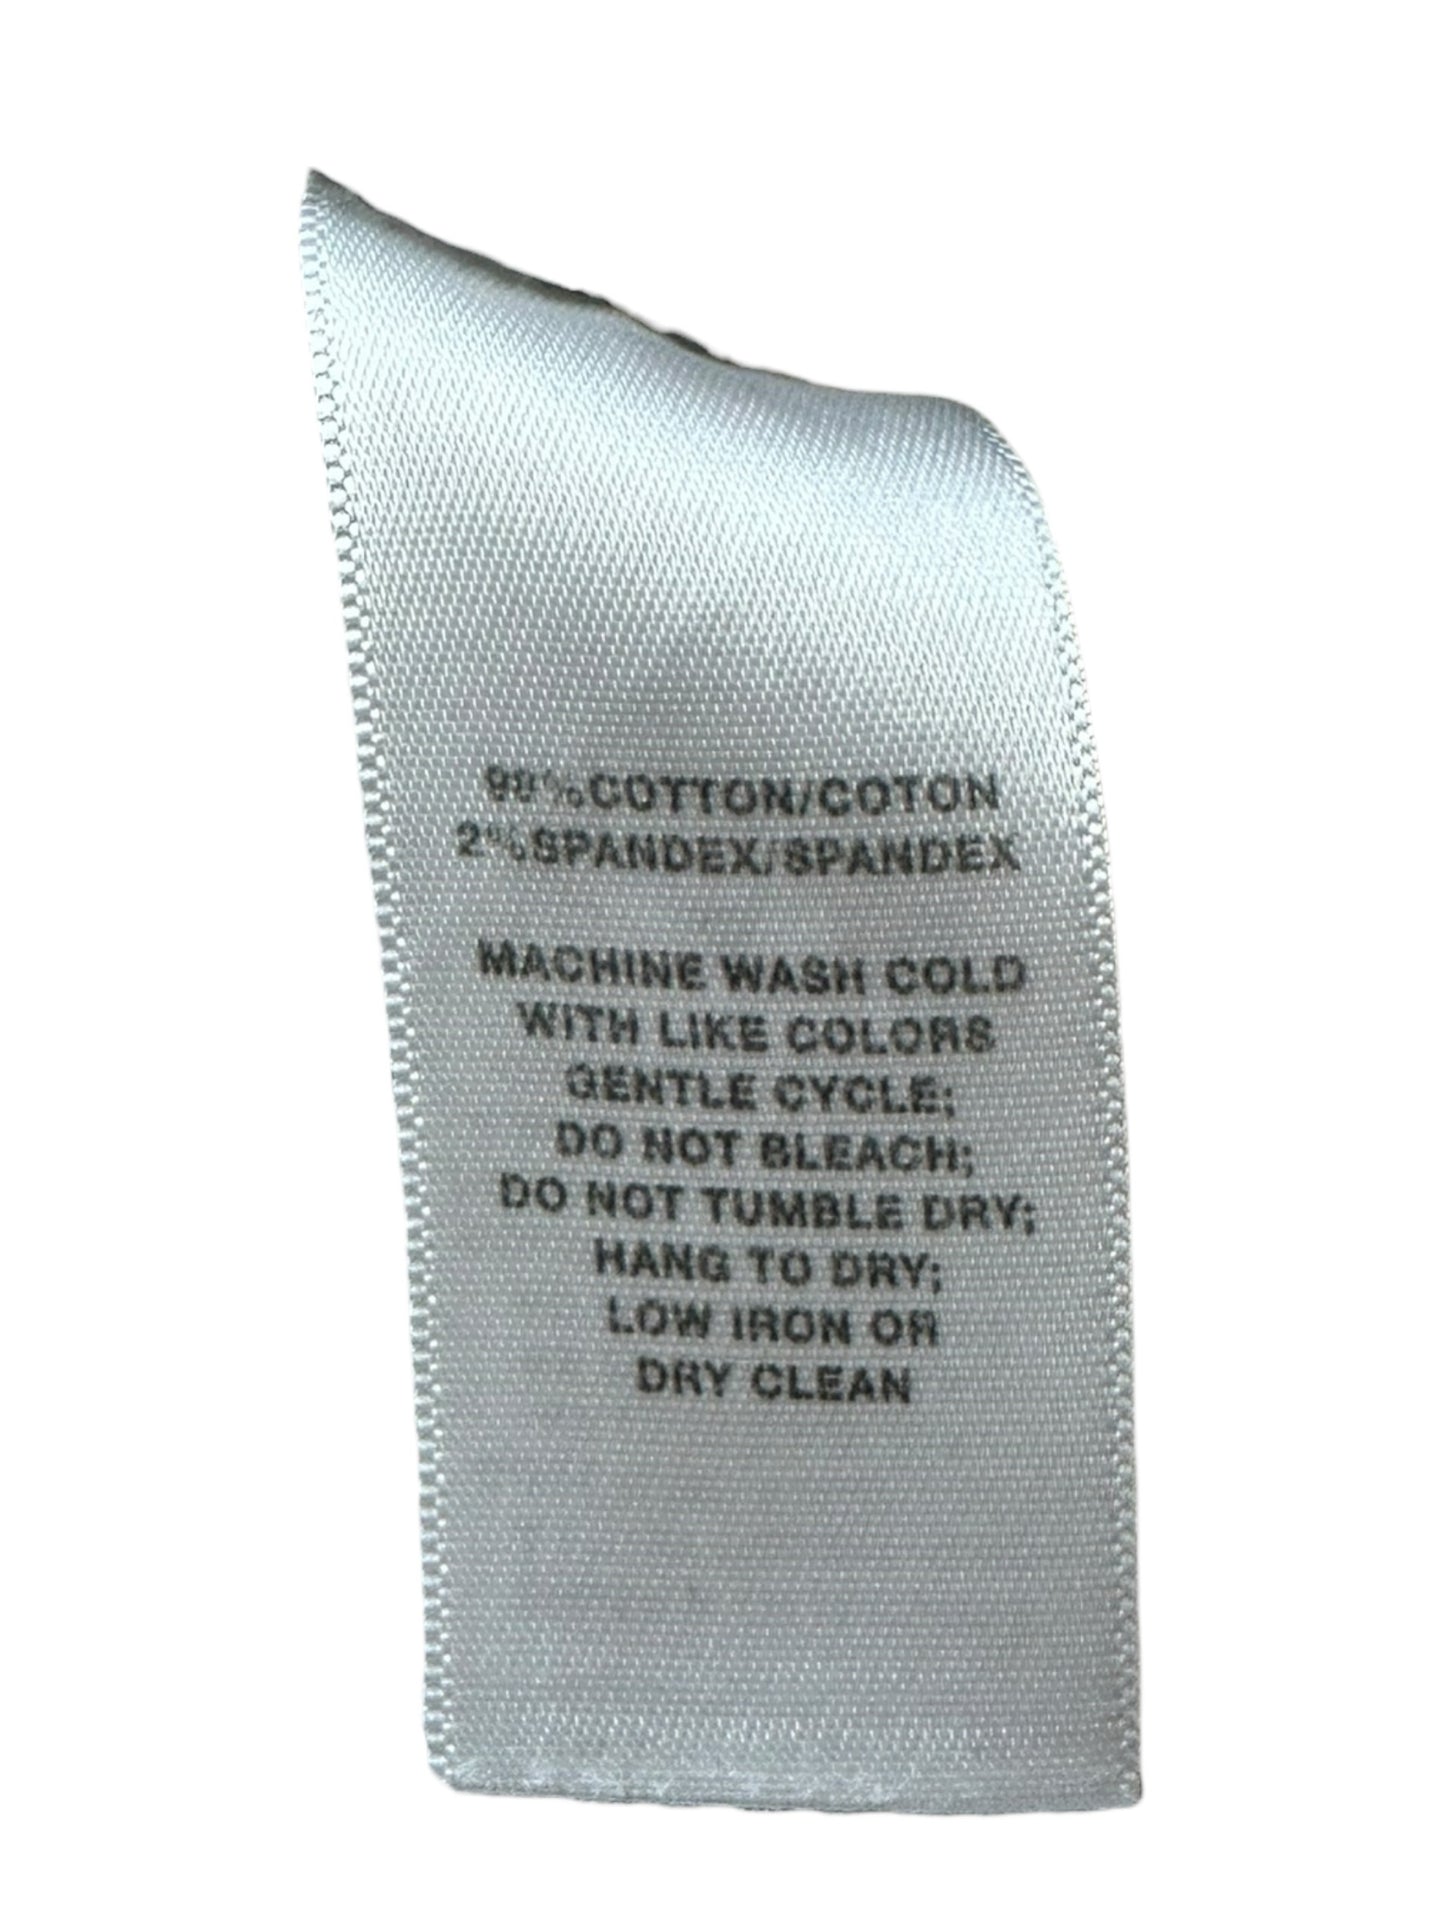 98%COTTON/COTON
2%SPANDEX/SPANDEX
MACHINE WASH COLD
WITH LIKE COLORS
GENTLE CYCLE;
DO NOT BLEACH;
DO NOT TUMBLE DRY;
HANG TO DRY;
LOW IRON OR
DRY CLEAN